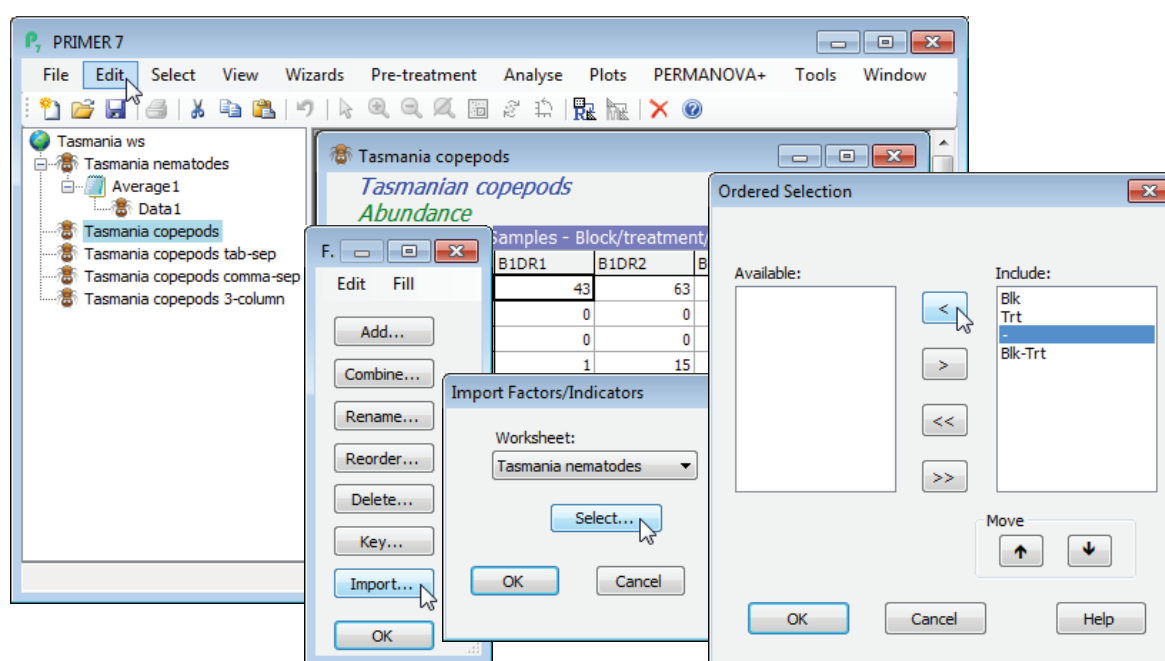 P7 PRIMER 7
File Edit Select View Wizards Pre-treatment Analyse Plots PERMANOVA+ Tools Window
Tasmania ws
Tasmania nematodes
Average1
Data1
Tasmania copepods
Tasmania copepods tab-sep
Tasmania copepods comma-sep
Tasmania copepods 3-column
Tasmania copepods
Tasmanian copepods
Abundance
Samples - Block/treatment/
B1DR1 B1DR2 B
43 63
0 0
0 0
1 15
F.
Edit Fill
Add...
Combine...
Rename...
Reorder...
Delete...
Key...
Import...
OK
Import Factors/Indicators
Worksheet:
Tasmania nematodes
Select...
OK Cancel
Ordered Selection
Available: Include:
Blk
Trt
-
Blk-Trt
<
>
<<
>>
Move
OK Cancel Help